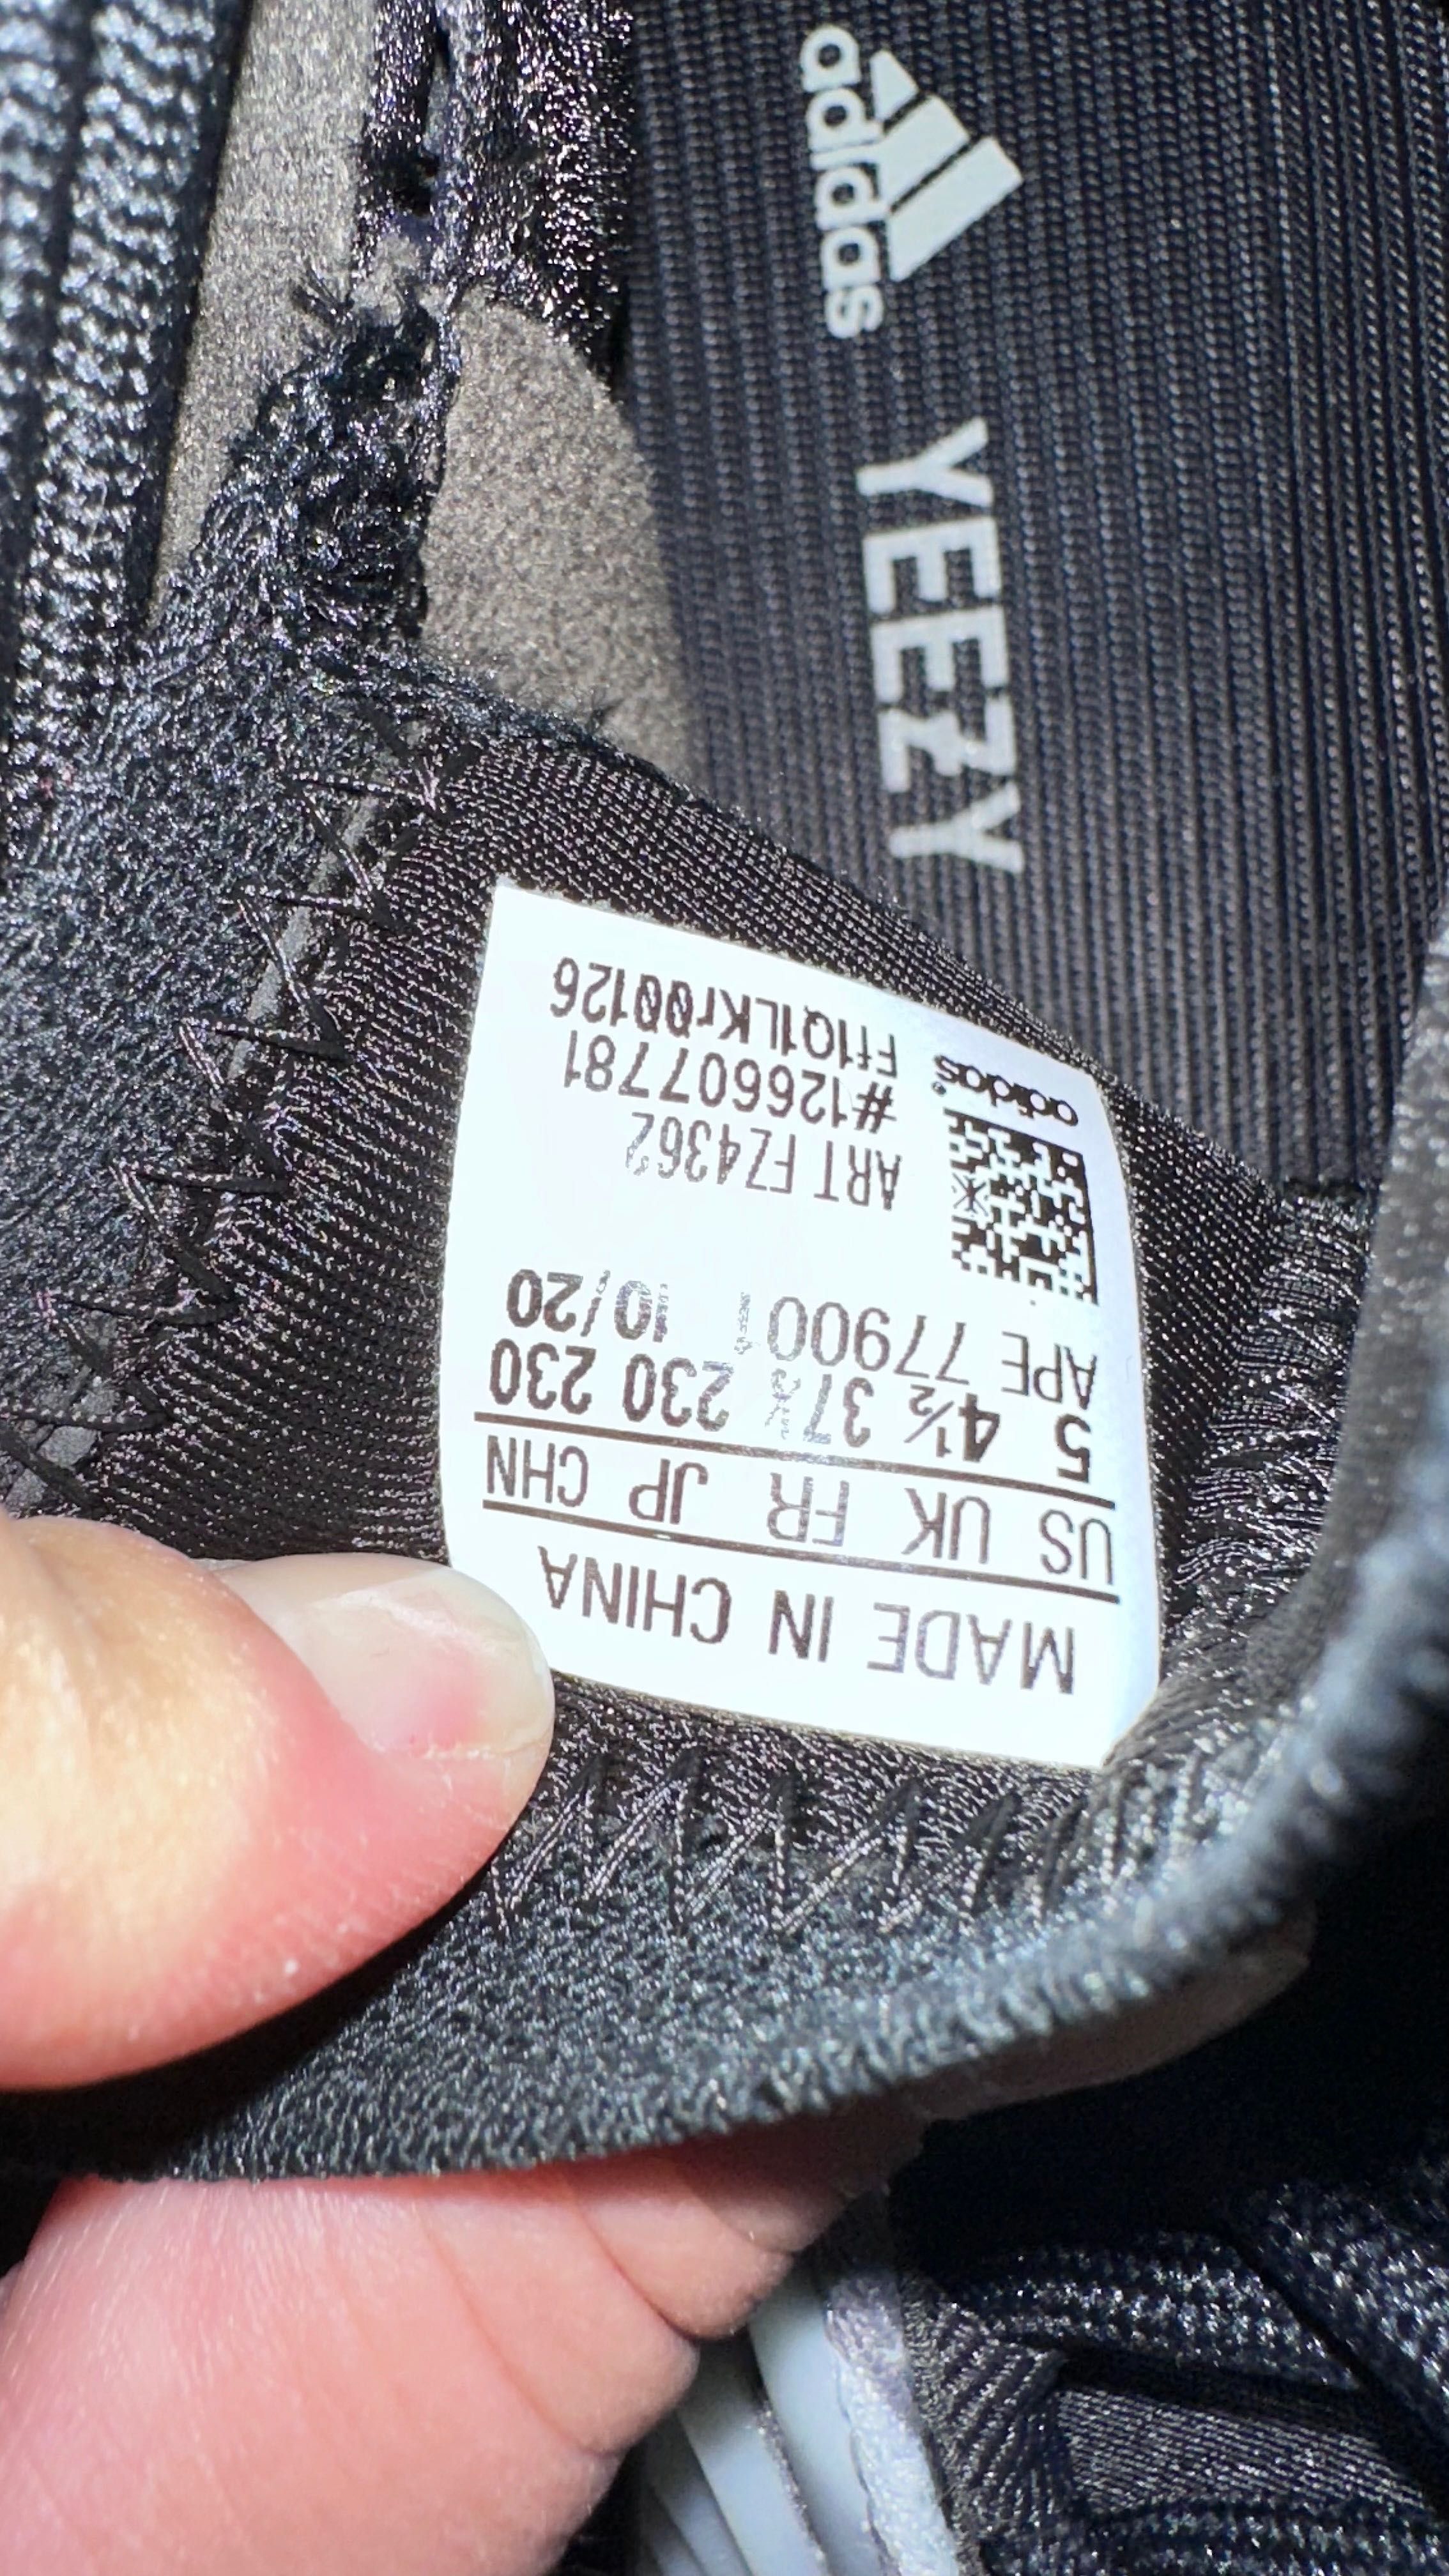 adidas
YEEZY
MADE IN CHINA
US UK FR JP CHN
5 4½ 37⅓ 230 230
APE 779001 10/20
ART FZ4362
#126607781
adidas® Ff1Q1LKr00126